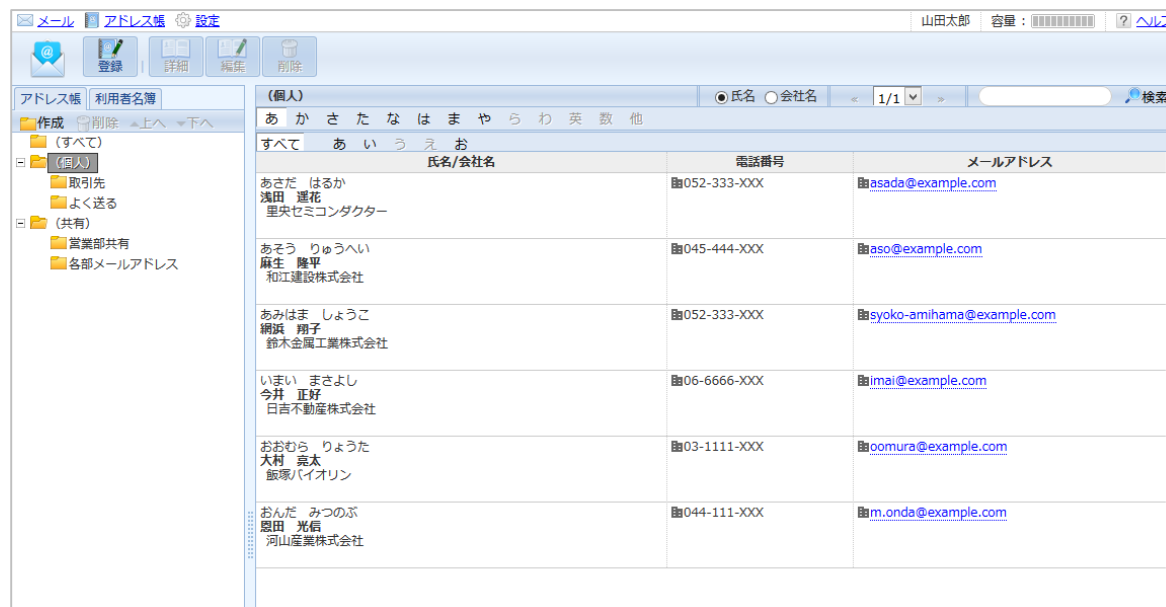 メール アドレス帳 設定 山田太郎 容量： ? ヘル
登録 詳細 編集 削除
アドレス帳 利用者名簿
作成 削除 上へ 下へ
(すべて)
(個人)
取引先
よく送る
(共有)
営業部共有
各部メールアドレス
(個人) 氏名 会社名 « 1/1 » 検索
あ か さ た な は ま や ら わ 英 数 他
すべて あ い う え お
氏名/会社名 電話番号 メールアドレス
あさだ はるか 052-333-XXX asada@example.com
浅田 遥花
里央セミコンダクター
あそう りゅうへい 045-444-XXX aso@example.com
麻生 隆平
和江建設株式会社
あみはま しょうこ 052-333-XXX syoko-amihama@example.com
網浜 翔子
鈴木金属工業株式会社
いまい まさよし 06-6666-XXX imai@example.com
今井 正好
日吉不動産株式会社
おおむら りょうた 03-1111-XXX oomura@example.com
大村 亮太
飯塚バイオリン
おんだ みつのぶ 044-111-XXX m.onda@example.com
恩田 光信
河山産業株式会社